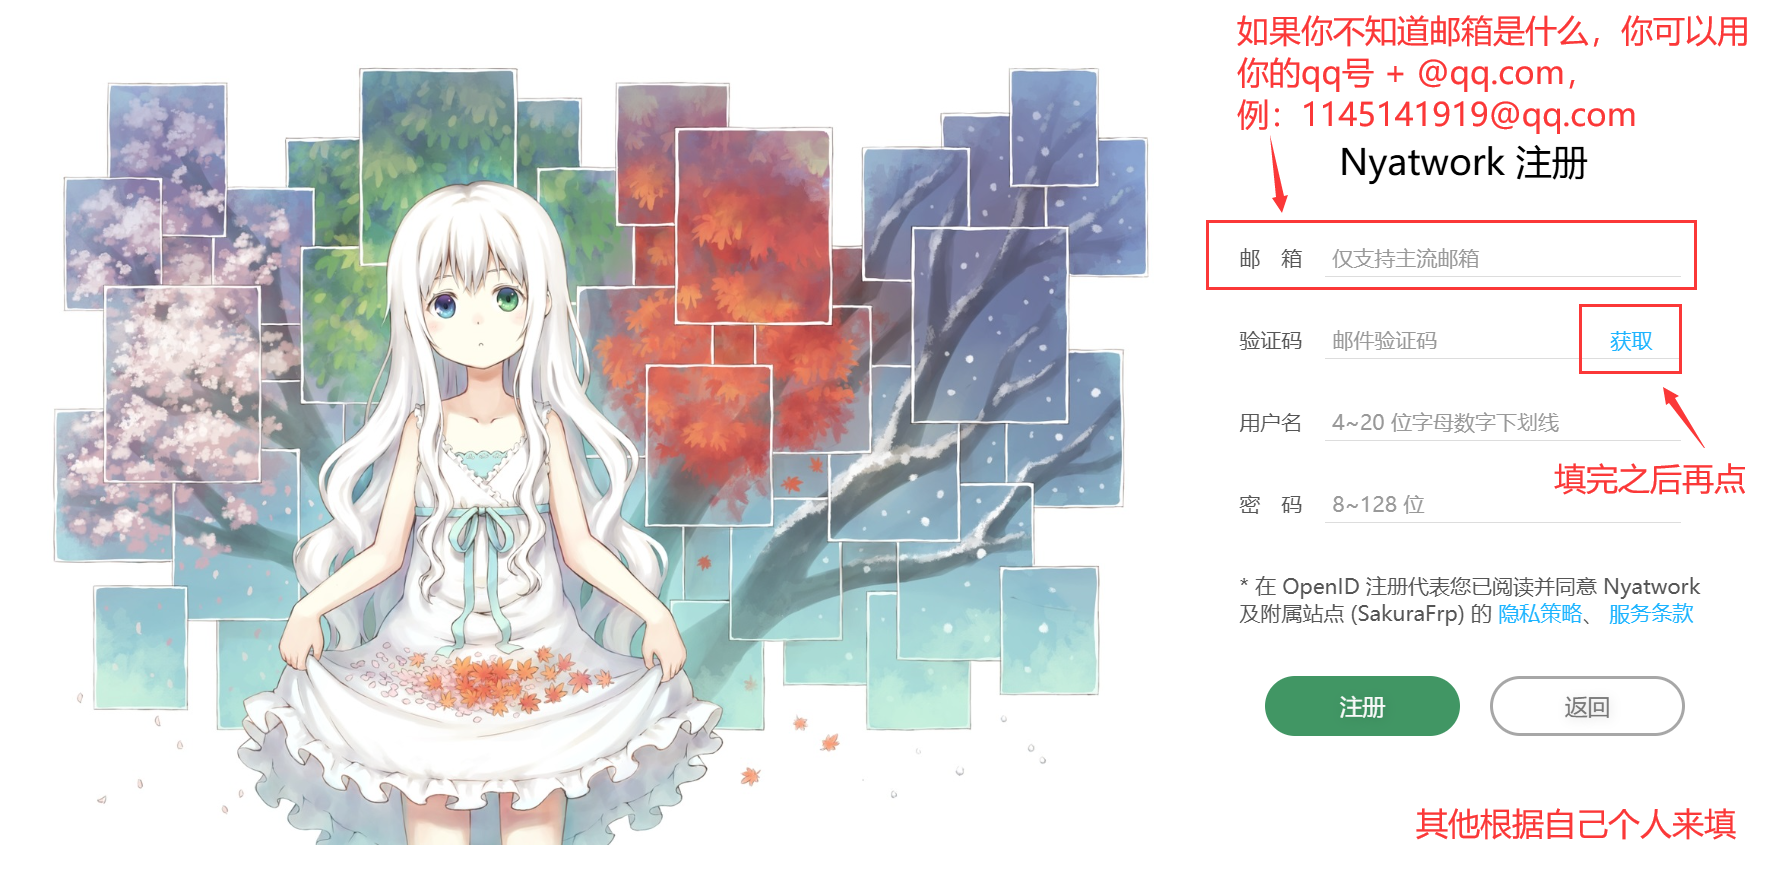 如果你不知道邮箱是什么，你可以用
你的qq号 + @qq.com，
例：1145141919@qq.com
Nyatwork 注册
邮 箱 仅支持主流邮箱
验证码 邮件验证码 获取
用户名 4~20 位字母数字下划线
填完之后再点
密 码 8~128 位
* 在 OpenID 注册代表您已阅读并同意 Nyatwork
及附属站点 (SakuraFrp) 的 隐私策略、 服务条款
注册 返回
其他根据自己个人来填